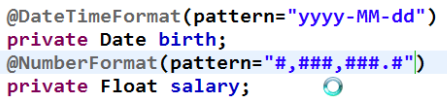 @DateTimeFormat(pattern="yyyy-MM-dd")
private Date birth;
@NumberFormat(pattern="#,###,###.#")
private Float salary;